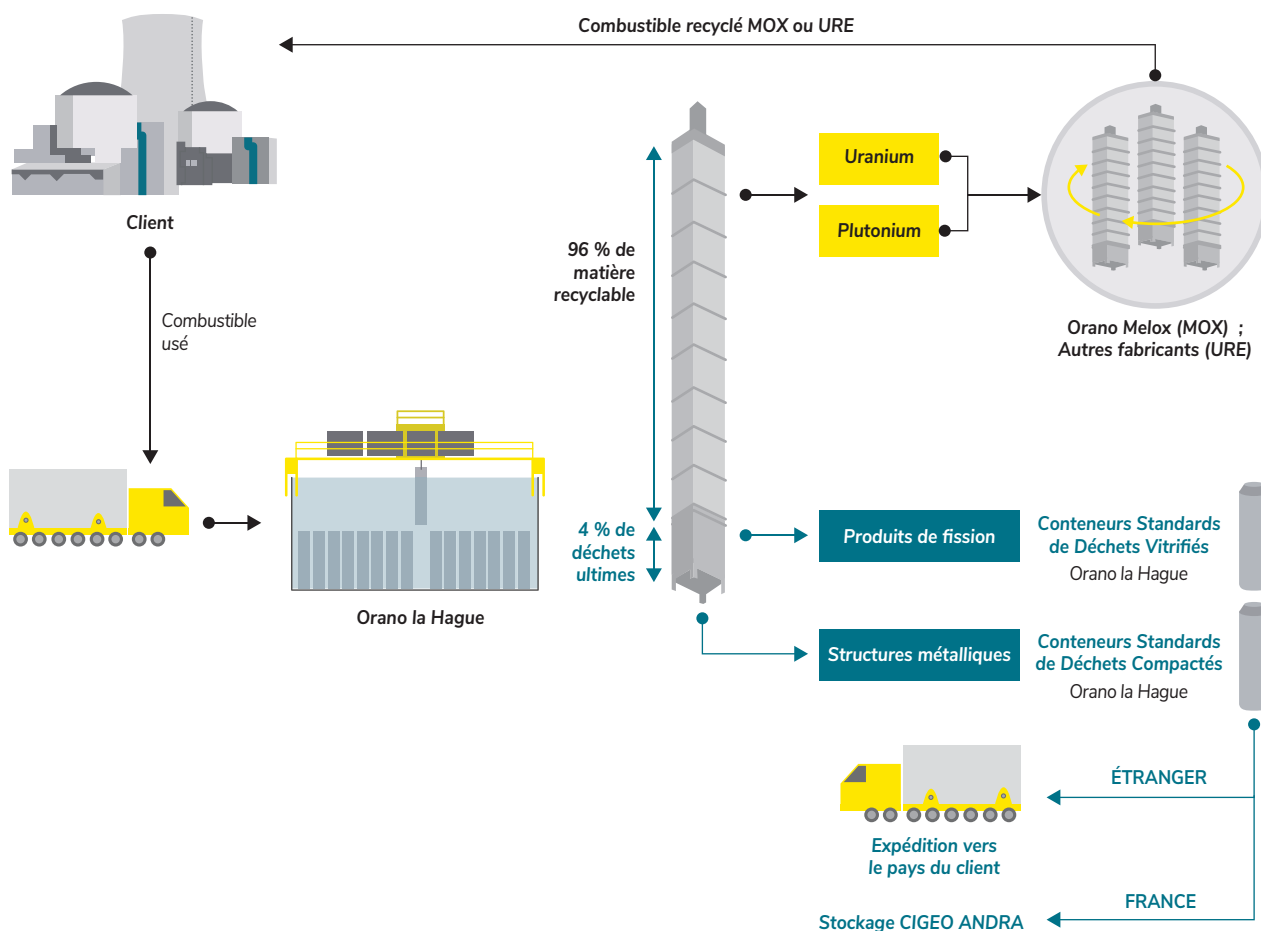 Combustible recyclé MOX ou URE
Client
Combustible
usé
Orano la Hague
96 % de
matière
recyclable
4 % de
déchets
ultimes
Uranium
Plutonium
Orano Melox (MOX) ;
Autres fabricants (URE)
Produits de fission
Conteneurs Standards
de Déchets Vitrifiés
Orano la Hague
Structures métalliques
Conteneurs Standards
de Déchets Compactés
Orano la Hague
ÉTRANGER
Expédition vers
le pays du client
FRANCE
Stockage CIGEO ANDRA